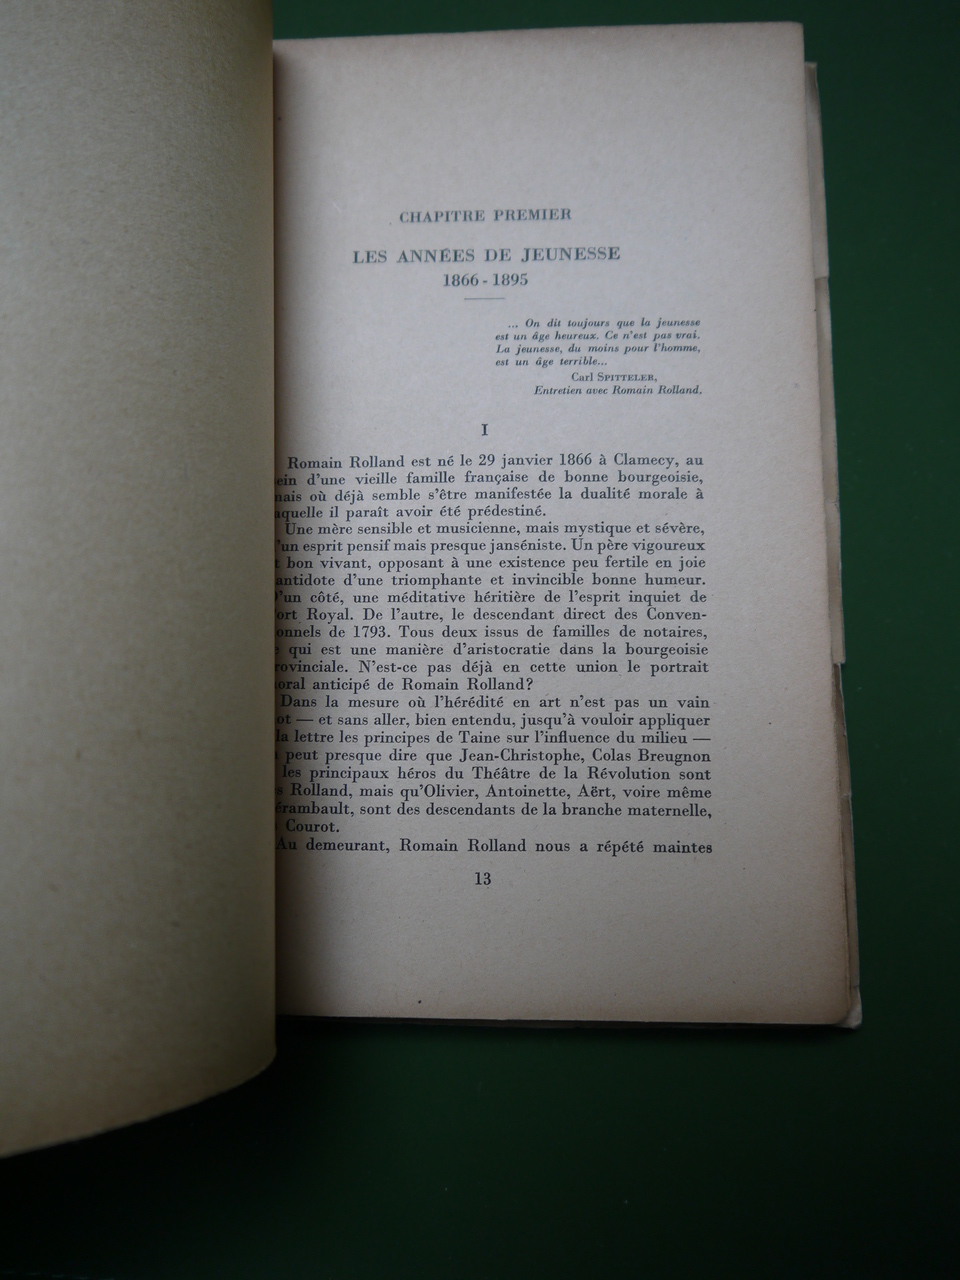 CHAPITRE PREMIER
LES ANNÉES DE JEUNESSE
1866 - 1895
... On dit toujours que la jeunesse
est un âge heureux. Ce n'est pas vrai.
La jeunesse, du moins pour l'homme,
est un âge terrible...
Carl SPITTELER,
Entretien avec Romain Rolland.
I
Romain Rolland est né le 29 janvier 1866 à Clamecy, au
ein d'une vieille famille française de bonne bourgeoisie,
nais où déjà semble s'être manifestée la dualité morale à
aquelle il paraît avoir été prédestiné.
Une mère sensible et musicienne, mais mystique et sévère,
'un esprit pensif mais presque janséniste. Un père vigoureux
t bon vivant, opposant à une existence peu fertile en joie
antidote d'une triomphante et invincible bonne humeur.
'un côté, une méditative héritière de l'esprit inquiet de
ort Royal. De l'autre, le descendant direct des Conven-
onnels de 1793. Tous deux issus de familles de notaires,
qui est une manière d'aristocratie dans la bourgeoisie
rovinciale. N'est-ce pas déjà en cette union le portrait
oral anticipé de Romain Rolland?
Dans la mesure où l'hérédité en art n'est pas un vain
ot — et sans aller, bien entendu, jusqu'à vouloir appliquer
la lettre les principes de Taine sur l'influence du milieu —
peut presque dire que Jean-Christophe, Colas Breugnon
les principaux héros du Théâtre de la Révolution sont
s Rolland, mais qu'Olivier, Antoinette, Aërt, voire même
érambault, sont des descendants de la branche maternelle,
Courot.
Au demeurant, Romain Rolland nous a répété maintes
13